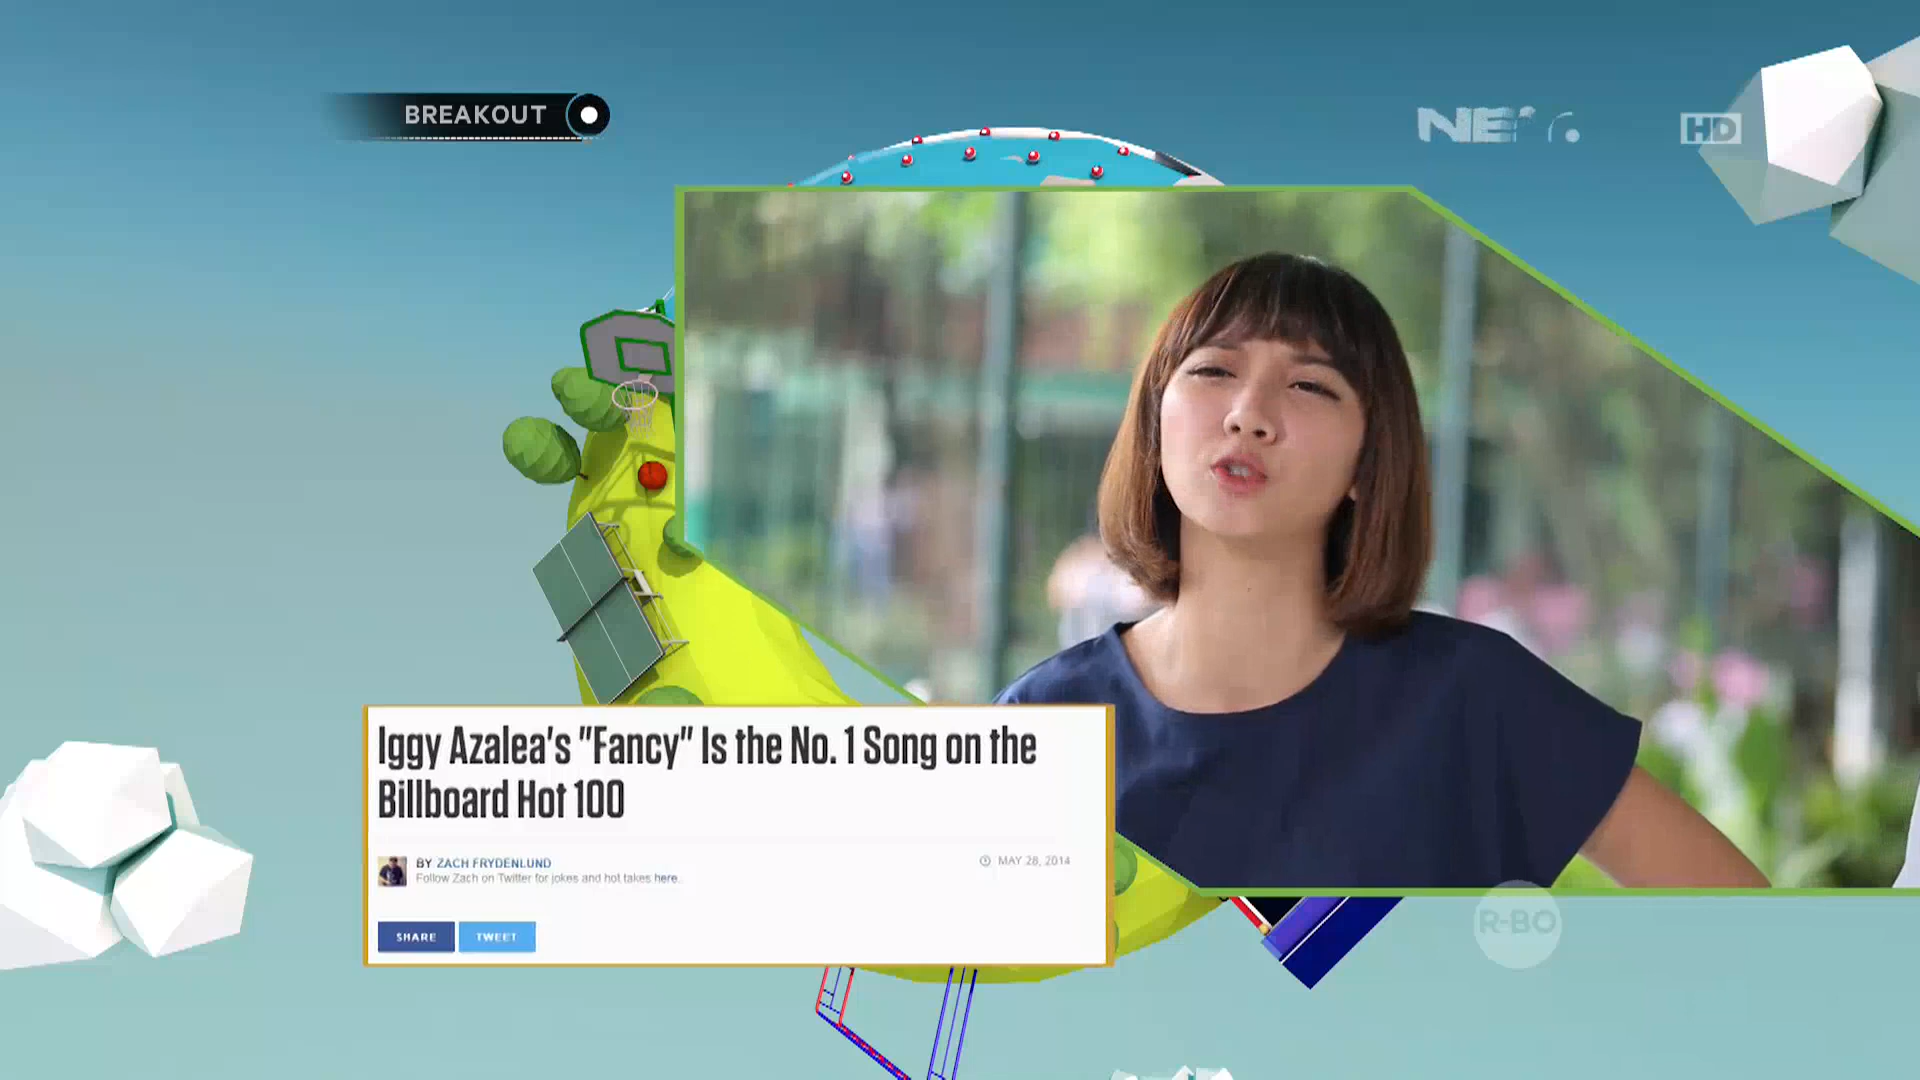 BREAKOUT
HD
Iggy Azalea's "Fancy" Is the No. 1 Song on the
Billboard Hot 100
BY ZACH FRYDENLUND
MAY 28, 2014
Follow Zach on Twitter for jokes and hot takes here.
SHARE
TWEET
R-BO